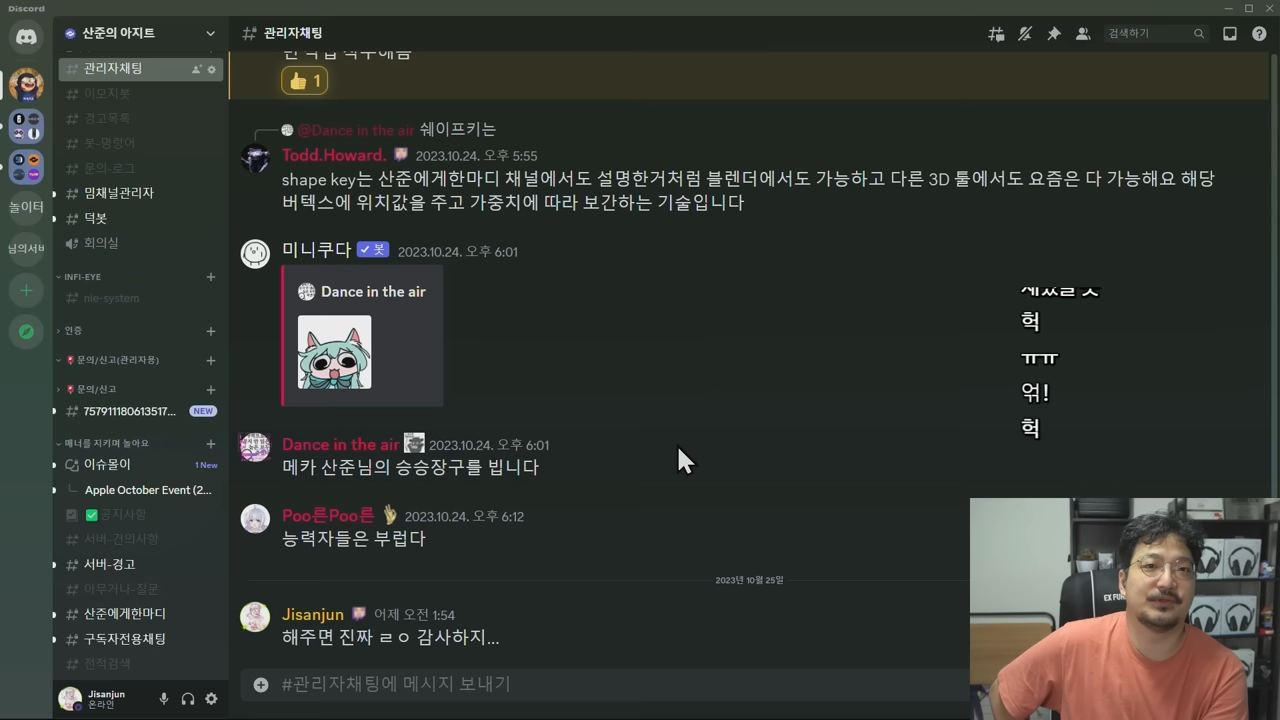 Discord
산준의 아지트
관리자채팅
검색하기
관리자채팅
이모지봇
경고목록
봇-명령어
문의-로그
밈채널관리자
덕봇
회의실
놀이터
님의서버
INFI-EYE
nie-system
인증
문의/신고(관리자용)
문의/신고
757911180613517...
NEW
매너를 지키며 놀아요
이슈몰이
1 New
Apple October Event (2...
공지사항
서버-건의사항
서버-경고
아무거나-질문
산준에게한마디
구독자전용채팅
전적검색
Jisanjun
온라인
1
@Dance in the air 쉐이프키는
Todd.Howard. 2023.10.24. 오후 5:55
shape key는 산준에게한마디 채널에서도 설명한거처럼 블렌더에서도 가능하고 다른 3D 툴에서도 요즘은 다 가능해요 해당
버텍스에 위치값을 주고 가중치에 따라 보간하는 기술입니다
미니쿠다 봇 2023.10.24. 오후 6:01
Dance in the air
Dance in the air 2023.10.24. 오후 6:01
메카 산준님의 승승장구를 빕니다
Poo른Poo른 2023.10.24. 오후 6:12
능력자들은 부럽다
2023년 10월 25일
Jisanjun 어제 오전 1:54
해주면 진짜 ㄹㅇ 감사하지...
#관리자채팅에 메시지 보내기
헉
ㅠㅠ
엌!
헉